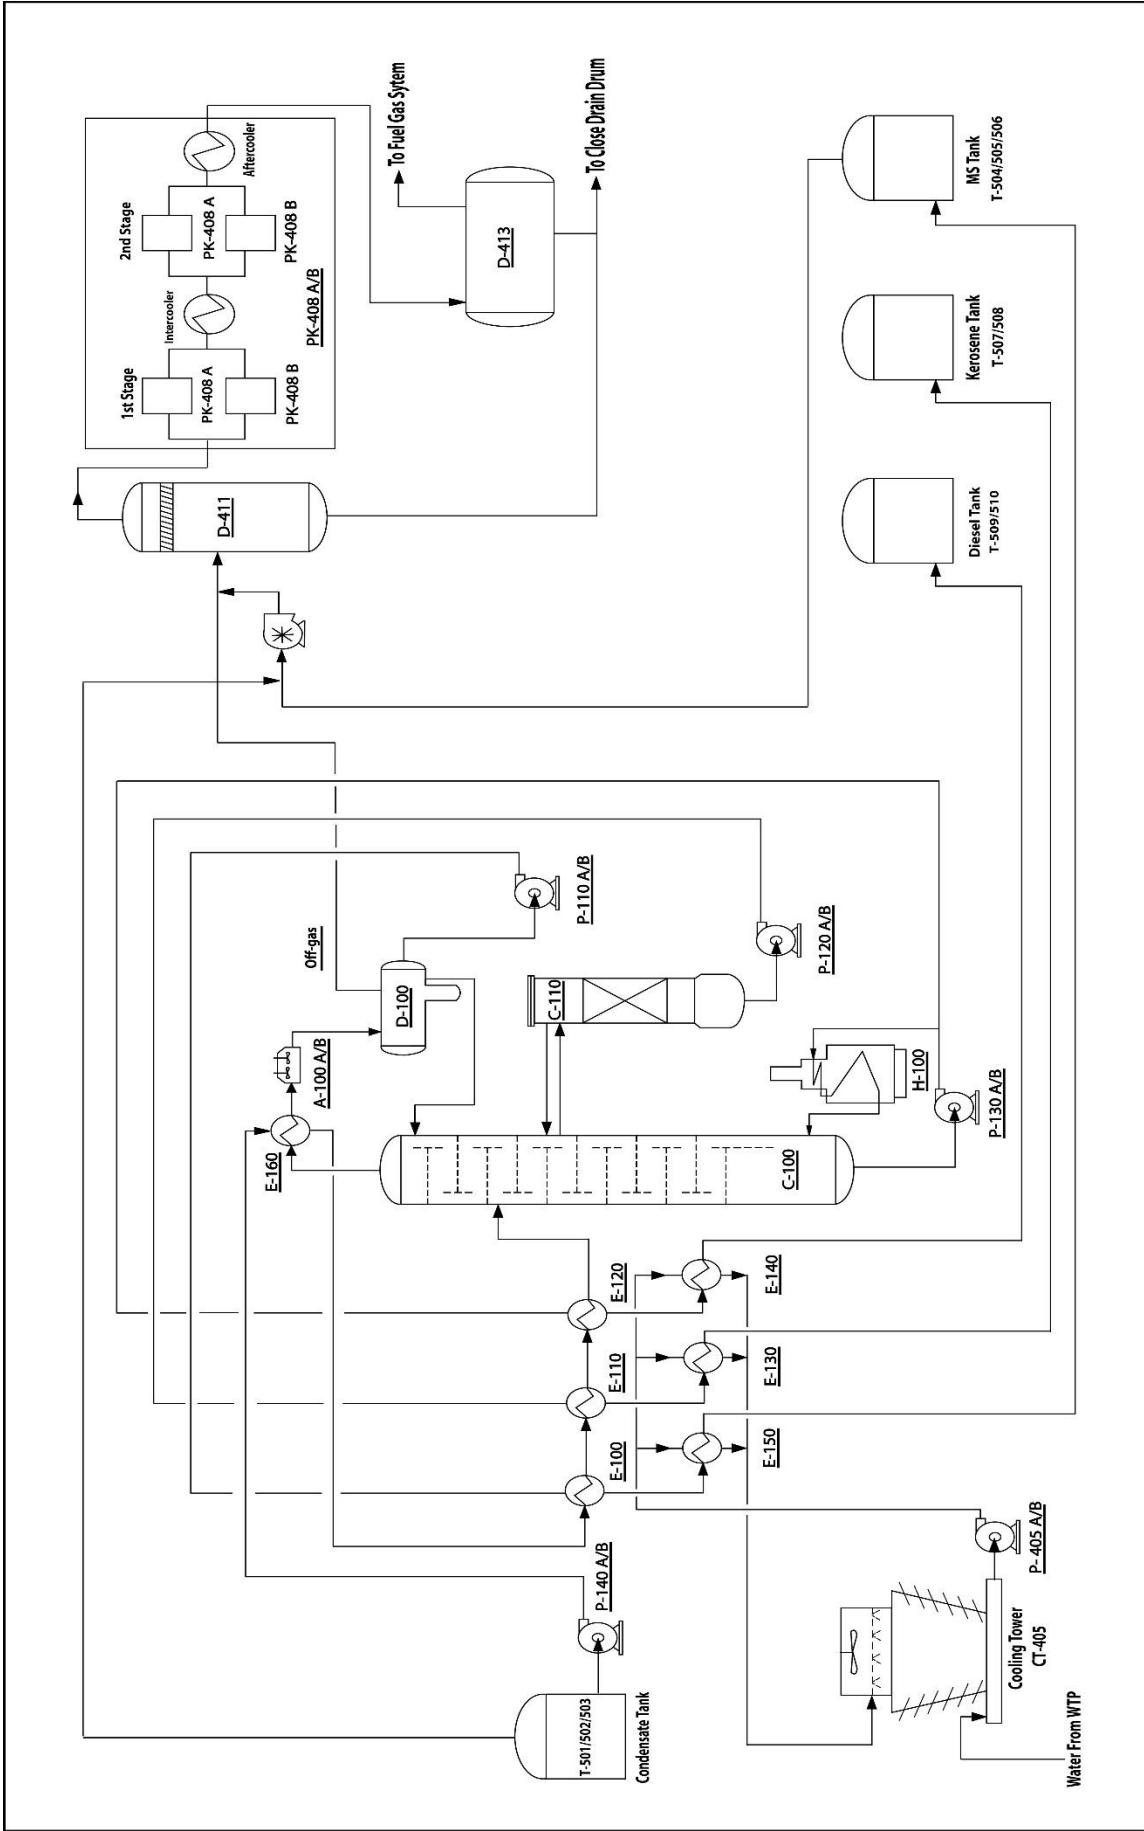 2nd Stage
Aftercooler
PK-408 A
PK-408 B
Intercooler
PK-408 A/B
1st Stage
PK-408 A
PK-408 B
To Fuel Gas Sytem
To Close Drain Drum
D-413
D-411
MS Tank
T-504/505/506
Kerosene Tank
T-507/508
Diesel Tank
T-509/510
Off-gas
P-110 A/B
D-100
A-100 A/B
E-160
C-110
P-120 A/B
H-100
P-130 A/B
C-100
E-120
E-140
E-110
E-130
E-100
E-150
P-140 A/B
T-501/502/503
Condensate Tank
P- 405 A/B
Cooling Tower
CT-405
Water From WTP